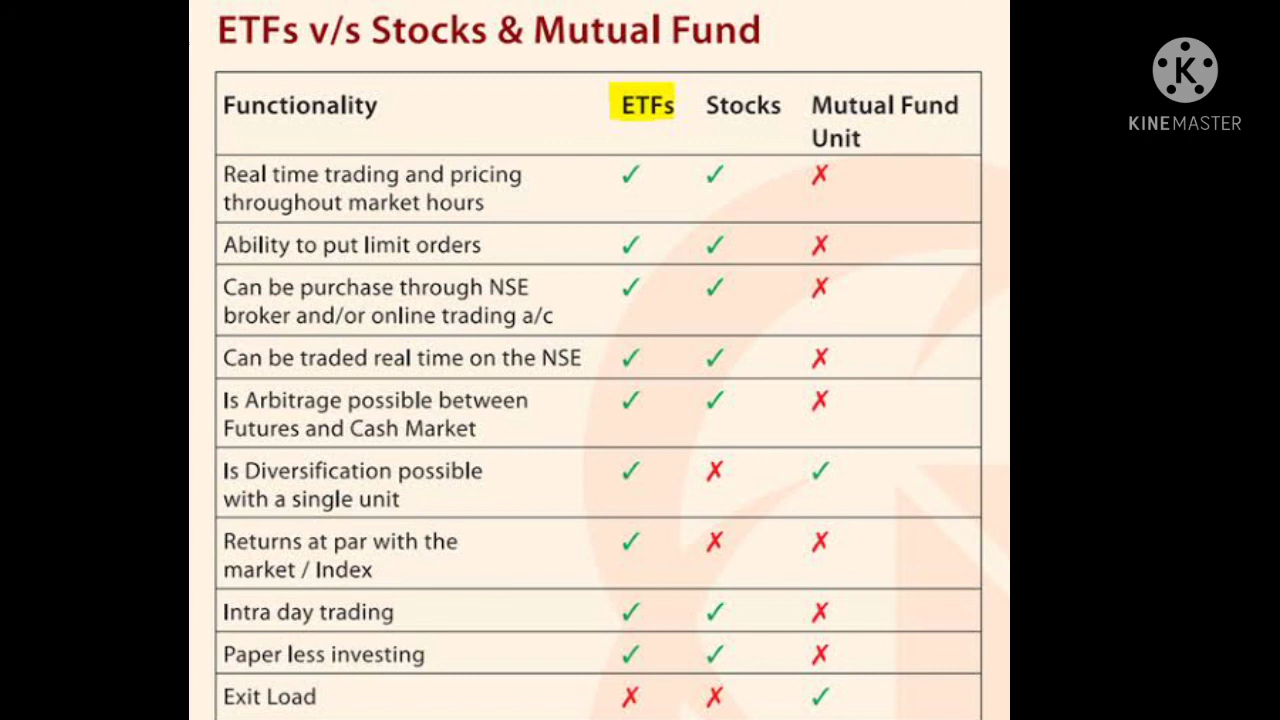 ETFs v/s Stocks & Mutual Fund
Functionality ETFs Stocks Mutual Fund
Unit
Real time trading and pricing ✓ ✓ ✗
throughout market hours
Ability to put limit orders ✓ ✓ ✗
Can be purchase through NSE ✓ ✓ ✗
broker and/or online trading a/c
Can be traded real time on the NSE ✓ ✓ ✗
Is Arbitrage possible between ✓ ✓ ✗
Futures and Cash Market
Is Diversification possible ✓ ✗ ✓
with a single unit
Returns at par with the ✓ ✗ ✗
market / Index
Intra day trading ✓ ✓ ✗
Paper less investing ✓ ✓ ✗
Exit Load ✗ ✗ ✓
K
KINEMASTER